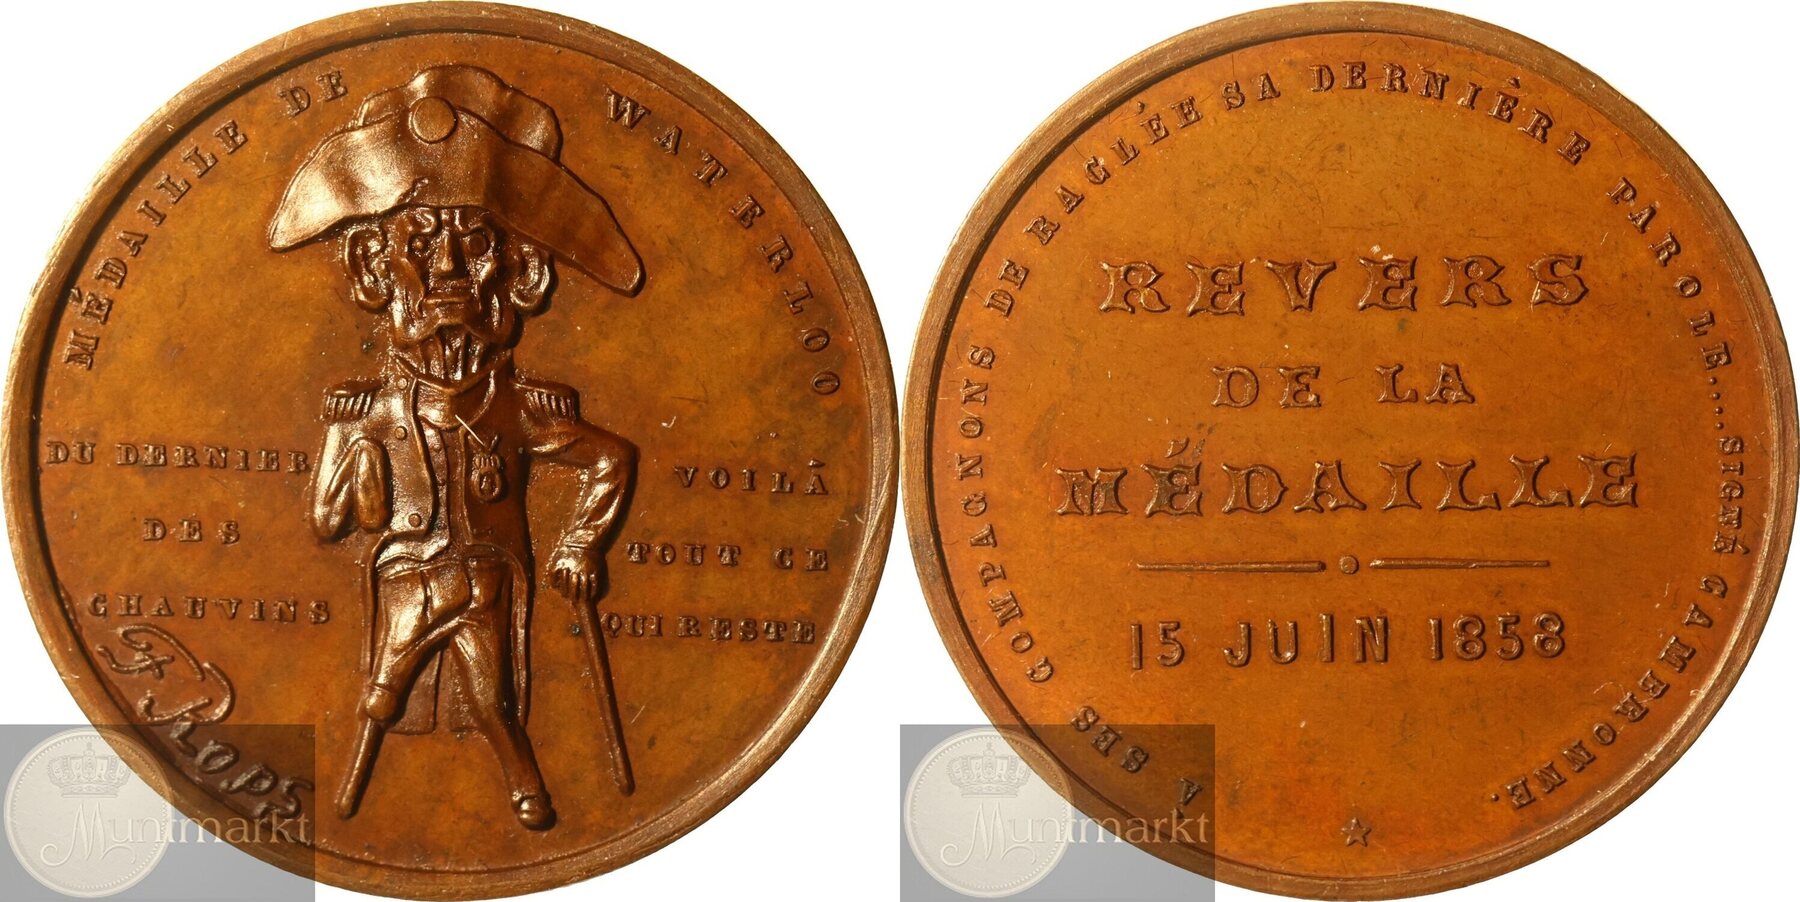 MÉDAILLE DE WATERLOO
DU DERNIER
DES
CHAUVINS
VOILÀ
TOUT CE
QUI RESTE
F. Rops
Muntmarkt
À SES COMPAGNONS DE RACLÉE SA DERNIÈRE PAROLE....SIGNÉ CAMBRONNE.
REVERS
DE LA
MÉDAILLE
15 JUIN 1858
Muntmarkt